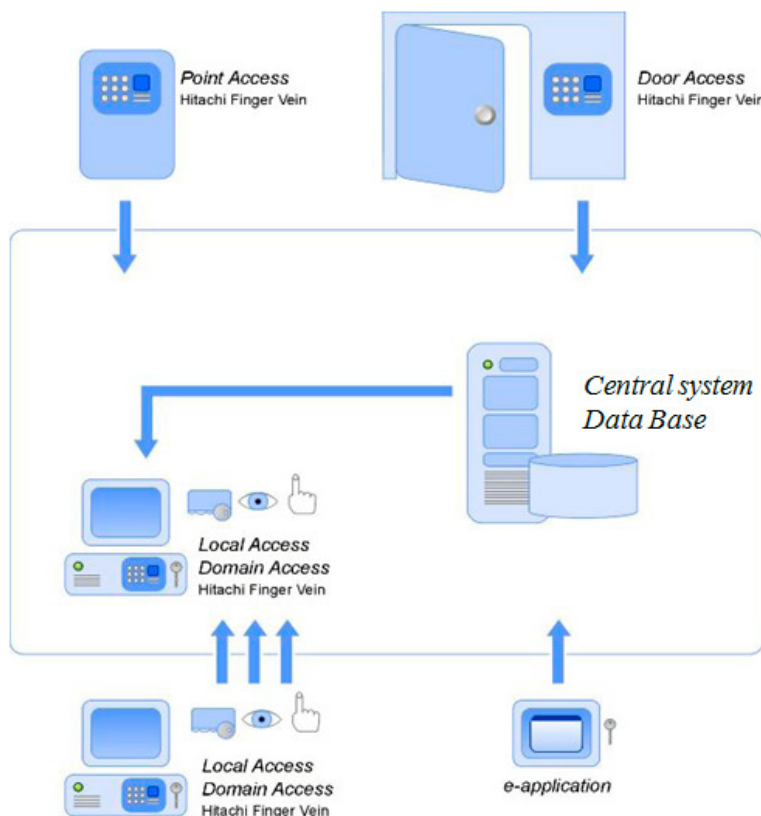 Point Access
Hitachi Finger Vein
Door Access
Hitachi Finger Vein
Central system
Data Base
Local Access
Domain Access
Hitachi Finger Vein
Local Access
Domain Access
Hitachi Finger Vein
e-application